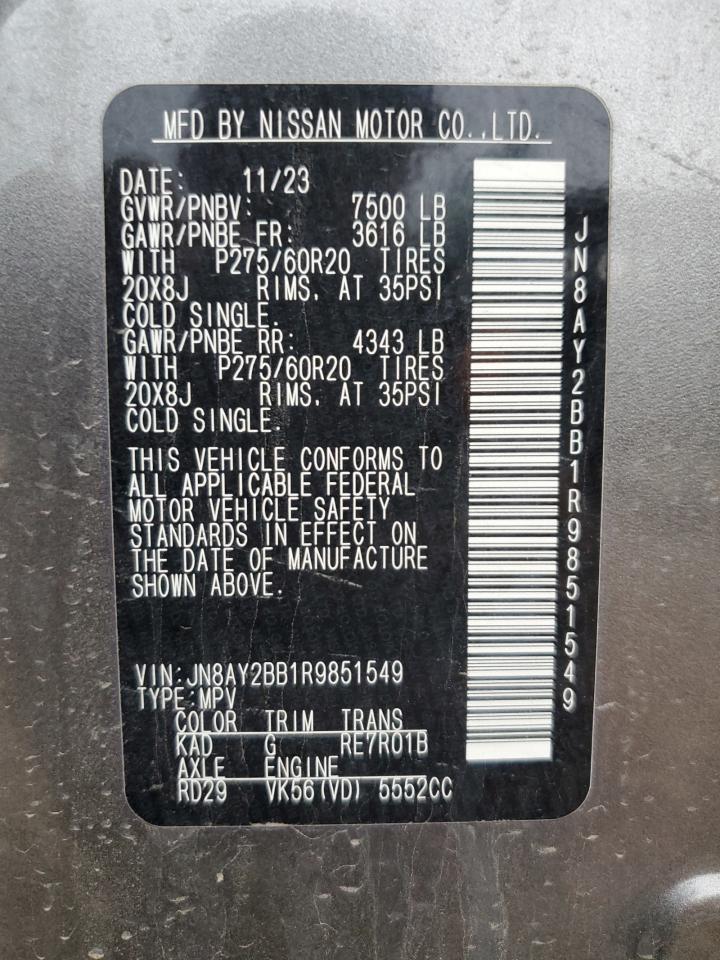 MFD BY NISSAN MOTOR CO.,LTD.
DATE: 11/23
GVWR/PNBV: 7500 LB
GAWR/PNBE FR: 3616 LB
WITH P275/60R20 TIRES
20X8J RIMS, AT 35PSI
COLD SINGLE.
GAWR/PNBE RR: 4343 LB
WITH P275/60R20 TIRES
20X8J RIMS, AT 35PSI
COLD SINGLE.
THIS VEHICLE CONFORMS TO
ALL APPLICABLE FEDERAL
MOTOR VEHICLE SAFETY
STANDARDS IN EFFECT ON
THE DATE OF MANUFACTURE
SHOWN ABOVE.
VIN:JN8AY2BB1R9851549
TYPE:MPV
COLOR TRIM TRANS
KAD G RE7R01B
AXLE ENGINE
RD29 VK56(VD) 5552CC
JN8AY2BB1R9851549